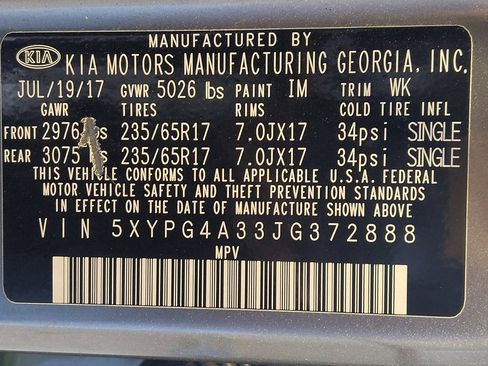 MANUFACTURED BY
KIA KIA MOTORS MANUFACTURING GEORGIA, INC.
JUL/19/17 GVWR 5026 lbs PAINT IM TRIM WK
GAWR TIRES RIMS COLD TIRE INFL
FRONT 2976 235/65R17 7.0JX17 34psi SINGLE
REAR 3075 235/65R17 7.0JX17 34psi SINGLE
THIS VEHICLE CONFORMS TO ALL APPLICABLE U.S.A. FEDERAL
MOTOR VEHICLE SAFETY AND THEFT PREVENTION STANDARDS
IN EFFECT ON THE DATE OF MANUFACTURE SHOWN ABOVE
VIN 5XYPG4A33JG372888
MPV